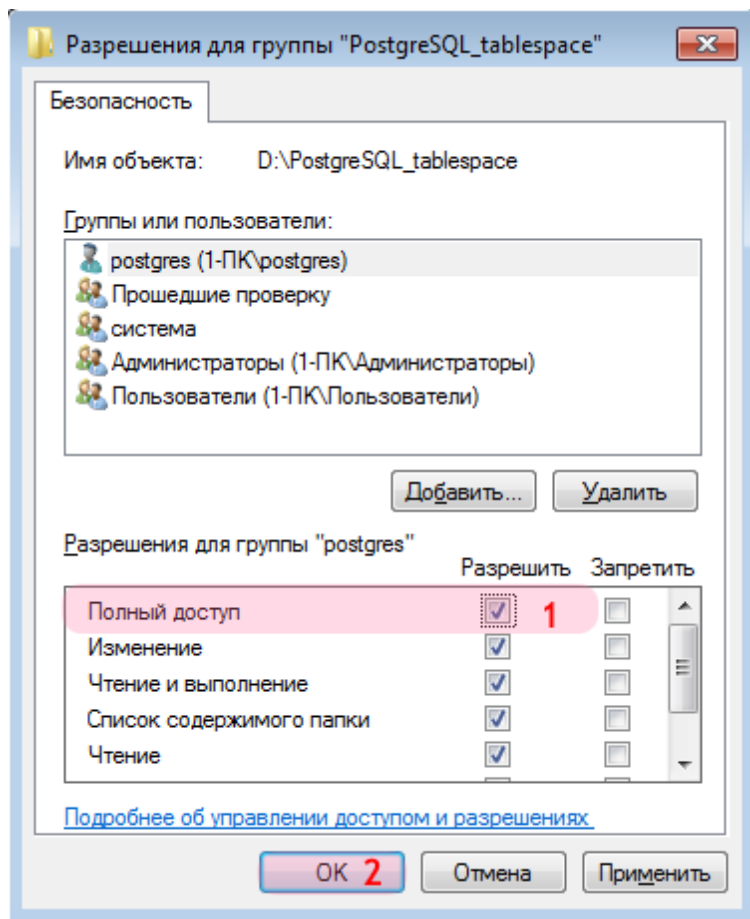 Разрешения для группы "PostgreSQL_tablespace"
Безопасность
Имя объекта: D:\PostgreSQL_tablespace
Группы или пользователи:
postgres (1-ПК\postgres)
Прошедшие проверку
система
Администраторы (1-ПК\Администраторы)
Пользователи (1-ПК\Пользователи)
Добавить... Удалить
Разрешения для группы "postgres"
Разрешить Запретить
Полный доступ 1
Изменение
Чтение и выполнение
Список содержимого папки
Чтение
Подробнее об управлении доступом и разрешениях
ОК 2 Отмена Применить